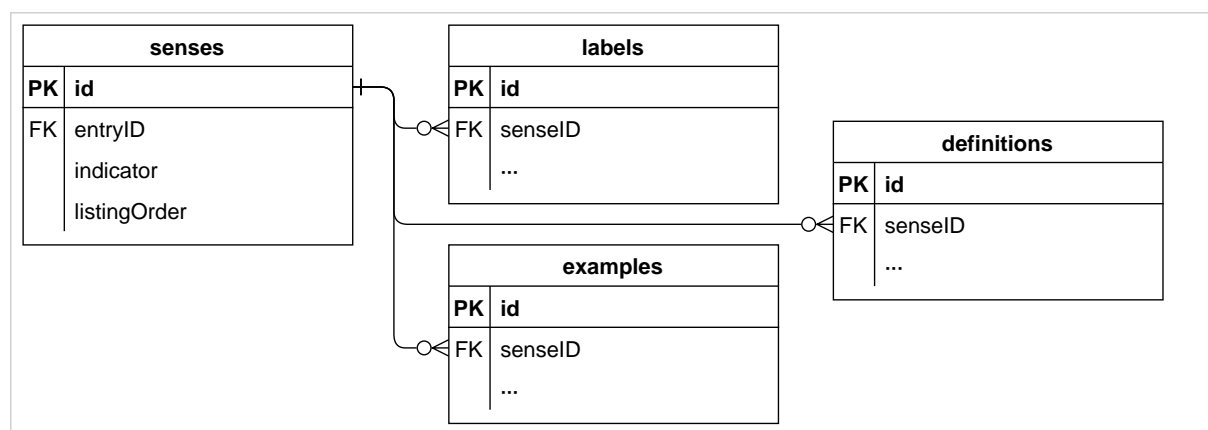 senses
PK id
FK entryID
indicator
listingOrder
labels
PK id
FK senseID
...
definitions
PK id
FK senseID
...
examples
PK id
FK senseID
...